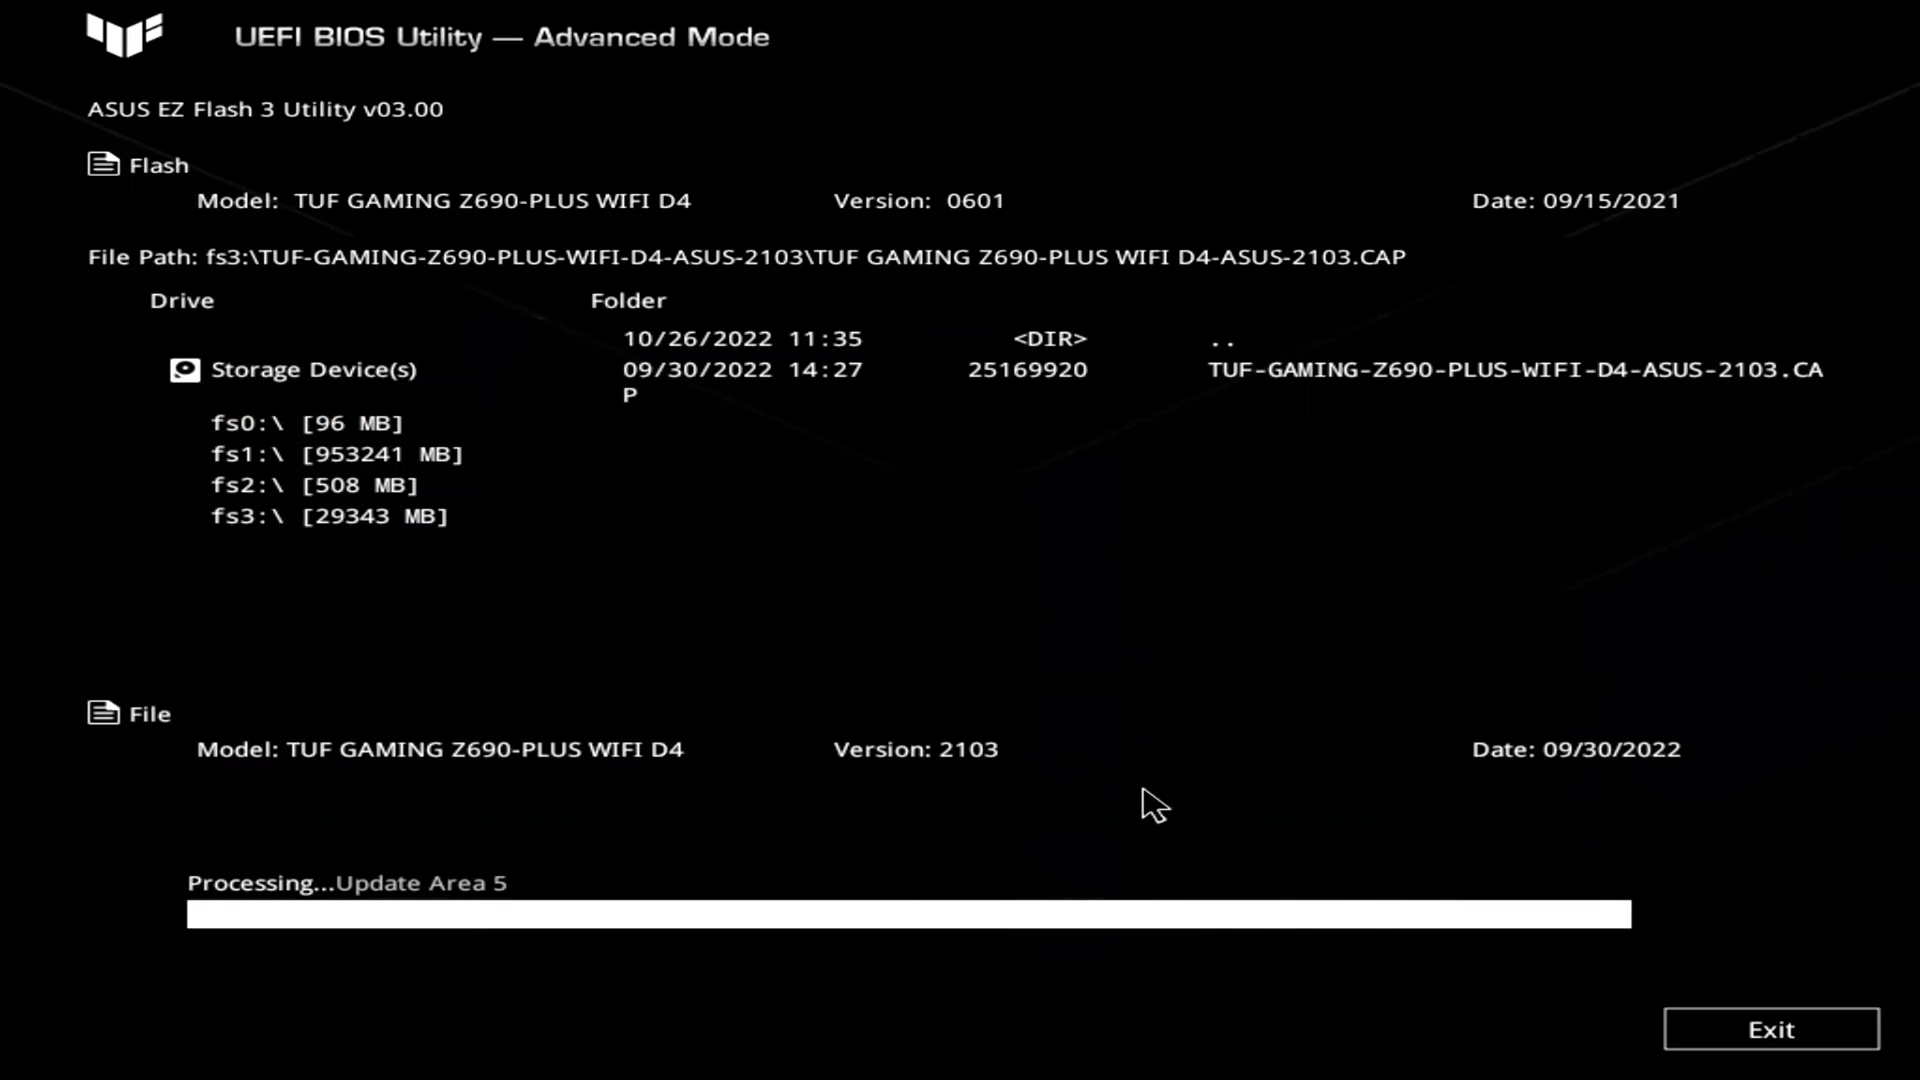 UEFI BIOS Utility — Advanced Mode
ASUS EZ Flash 3 Utility v03.00
Flash
Model: TUF GAMING Z690-PLUS WIFI D4 Version: 0601 Date: 09/15/2021
File Path: fs3:\TUF-GAMING-Z690-PLUS-WIFI-D4-ASUS-2103\TUF GAMING Z690-PLUS WIFI D4-ASUS-2103.CAP
Drive Folder
10/26/2022 11:35 <DIR> ..
Storage Device(s) 09/30/2022 14:27 25169920 TUF-GAMING-Z690-PLUS-WIFI-D4-ASUS-2103.CA
P
fs0:\ [96 MB]
fs1:\ [953241 MB]
fs2:\ [508 MB]
fs3:\ [29343 MB]
File
Model: TUF GAMING Z690-PLUS WIFI D4 Version: 2103 Date: 09/30/2022
Processing...Update Area 5
Exit